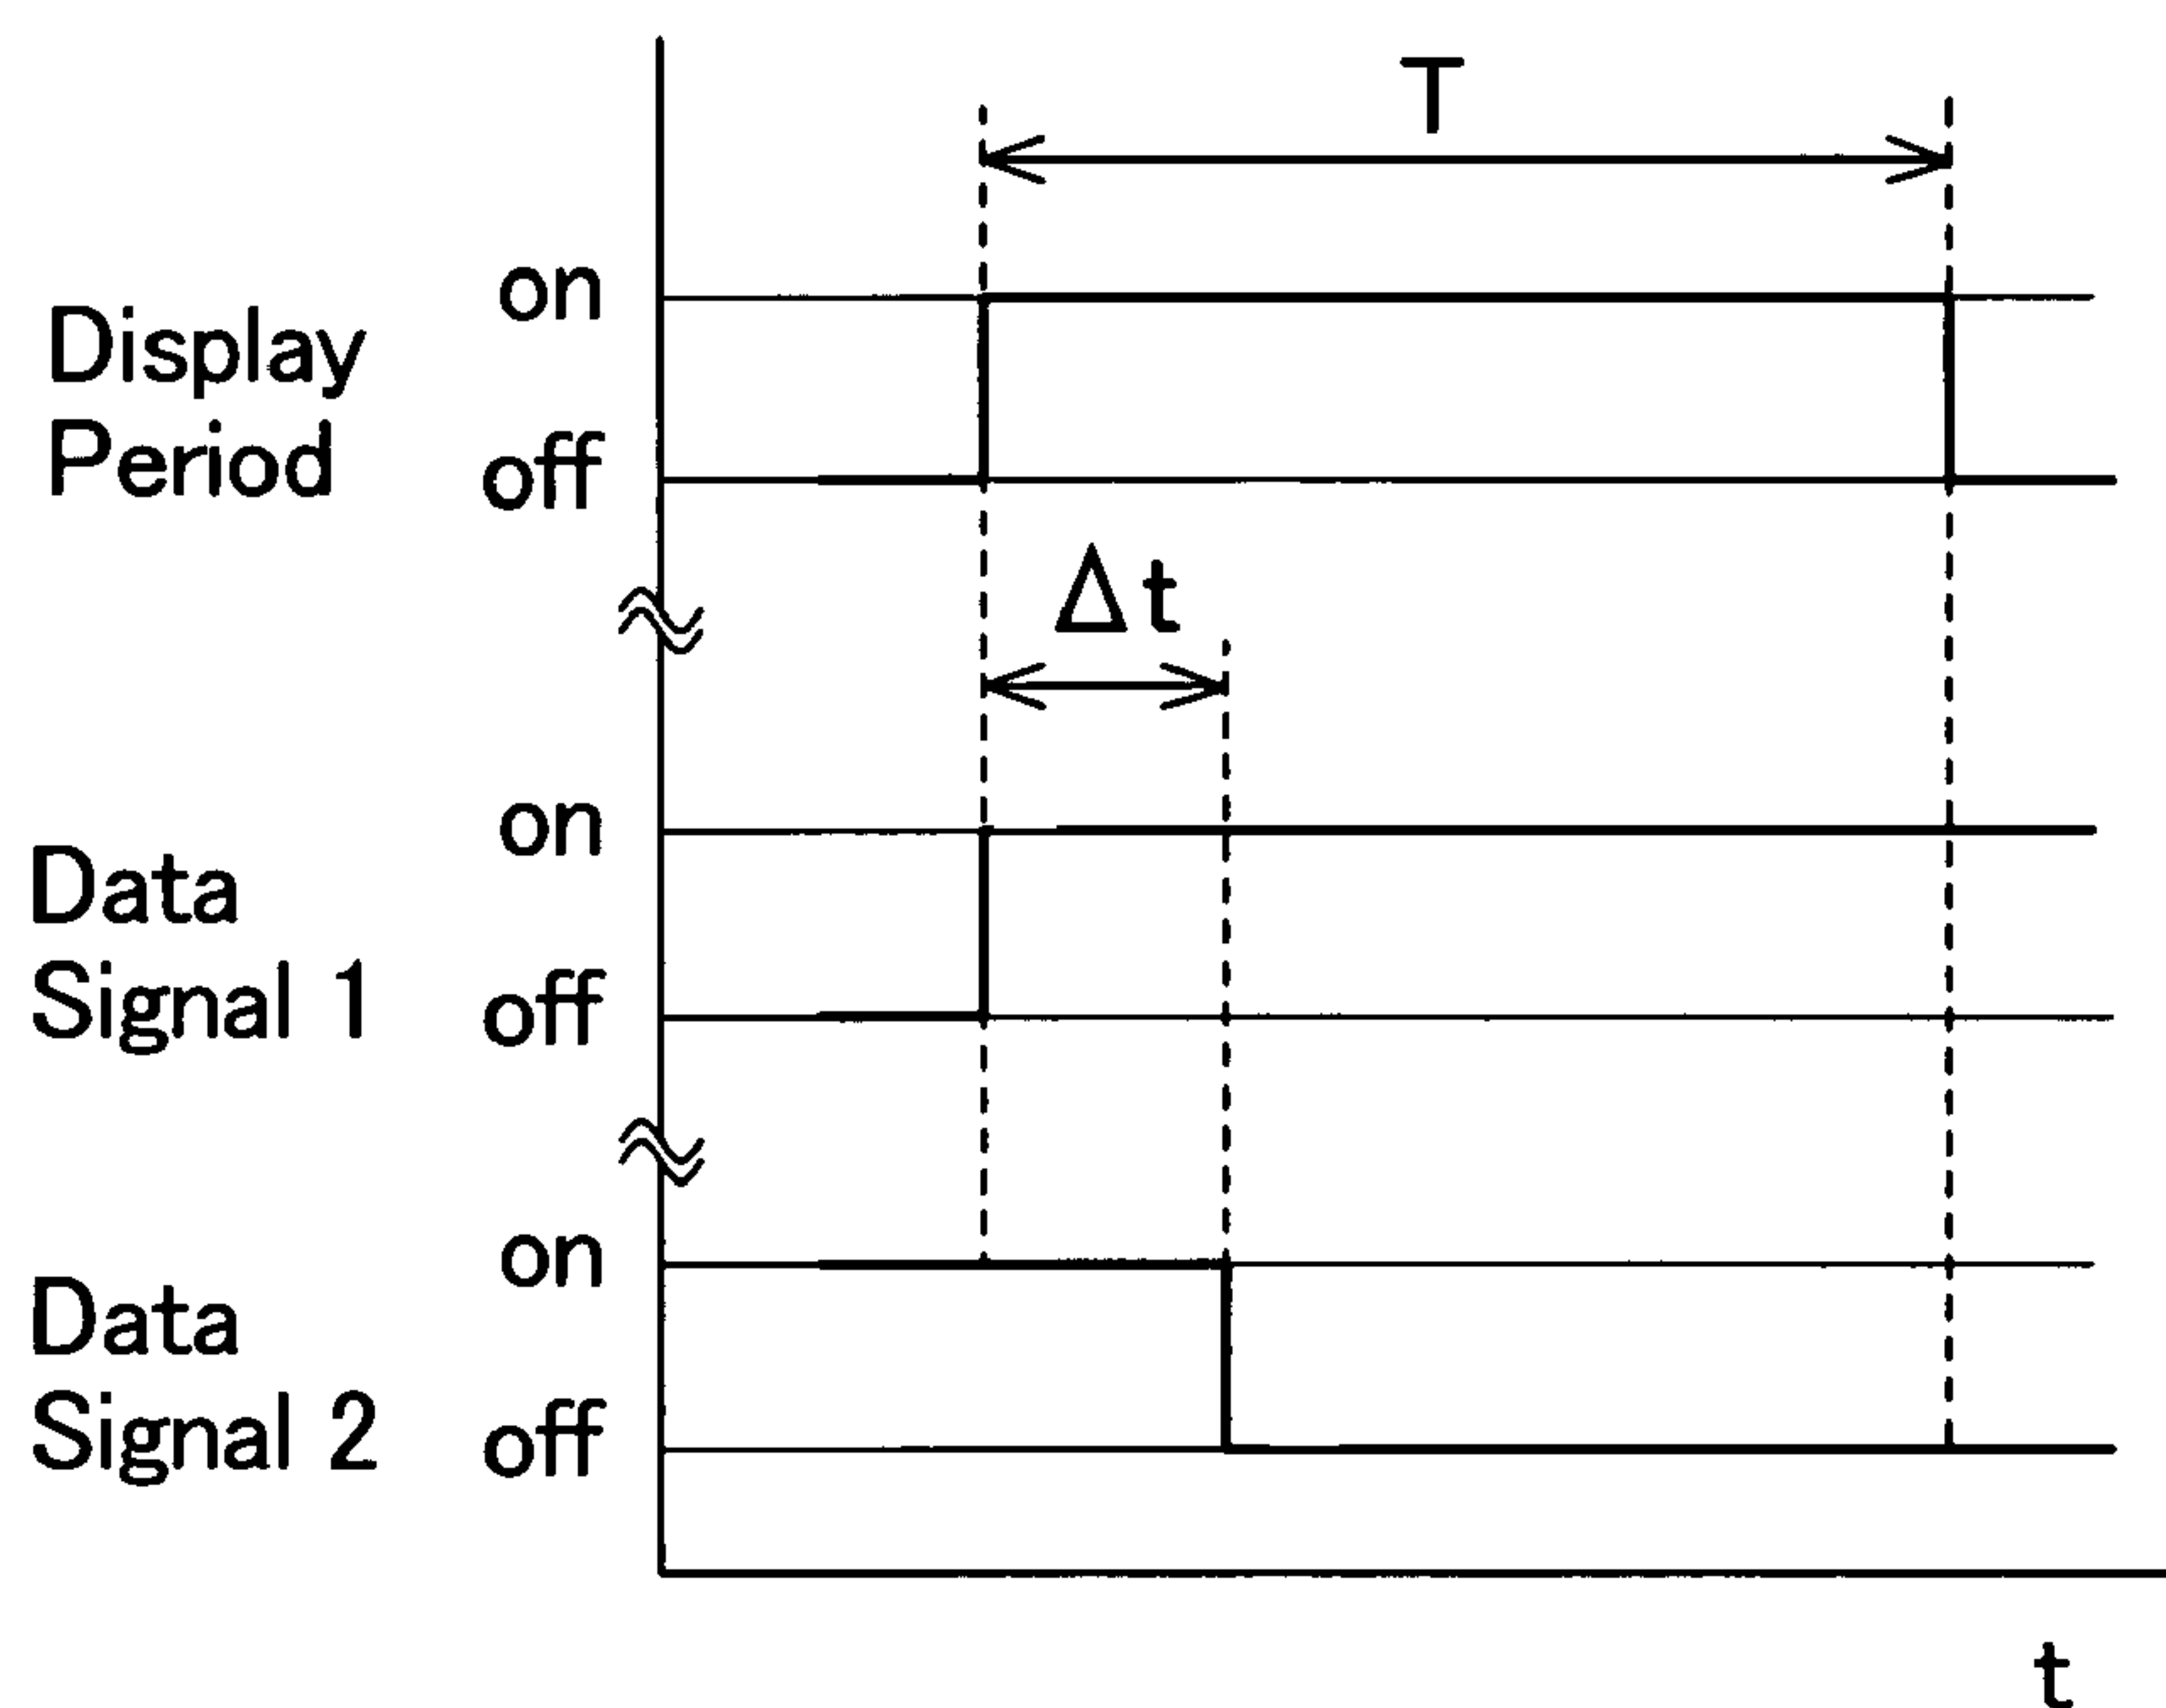 T
on
Display
Period
off
Δt
on
Data
Signal 1
off
on
Data
Signal 2
off
t